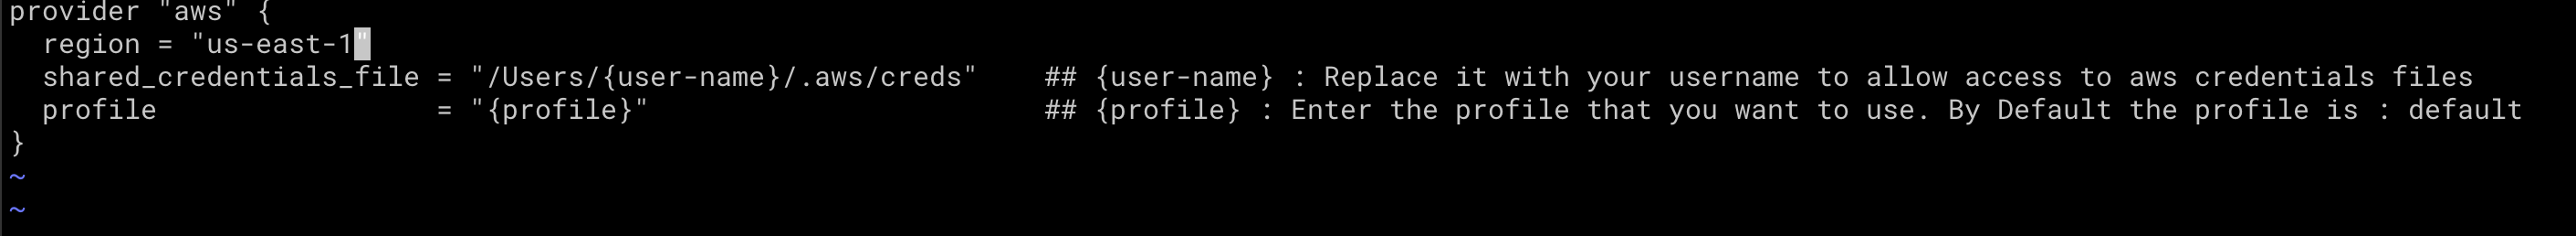 provider "aws" {
  region = "us-east-1"
  shared_credentials_file = "/Users/{user-name}/.aws/creds"    ## {user-name} : Replace it with your username to allow access to aws credentials files
  profile                 = "{profile}"                        ## {profile} : Enter the profile that you want to use. By Default the profile is : default
}
~
~